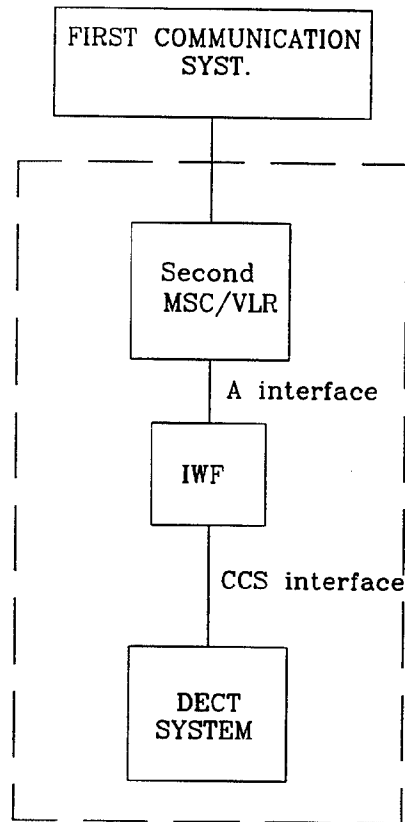 FIRST COMMUNICATION
SYST.
Second
MSC/VLR
A interface
IWF
CCS interface
DECT
SYSTEM